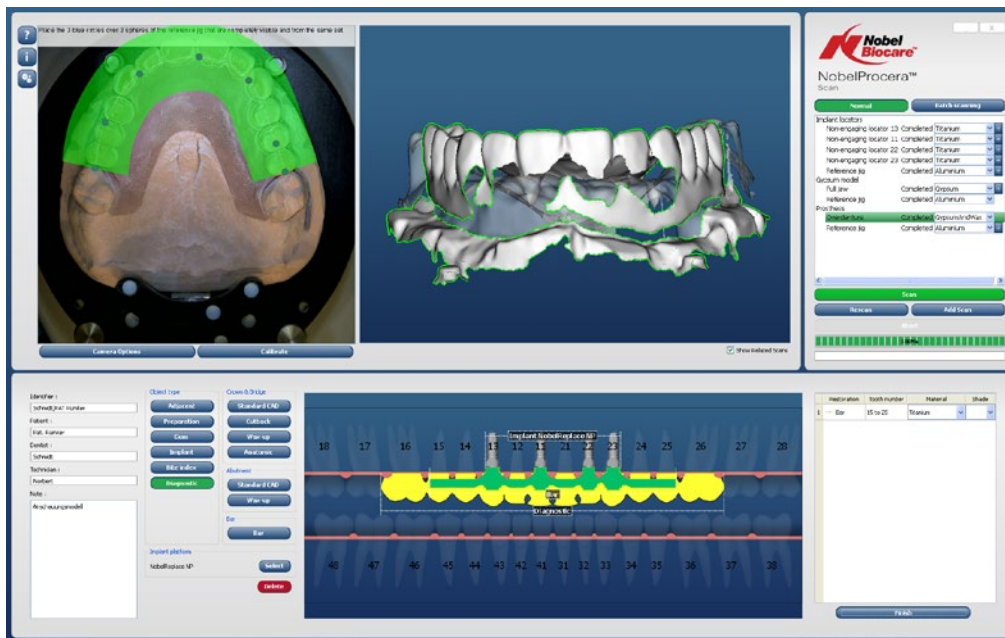 Place the 3 blue circles over 3 spheres of the reference jig that are completely visible and from the same set
?
i
Camera Options
Calibrate
Show Related Scans
Nobel
Biocare™
NobelProcera™
Scan
Normal
Batch scanning
Implant locators
Non-engaging locator 13 Completed Titanium
Non-engaging locator 11 Completed Titanium
Non-engaging locator 22 Completed Titanium
Non-engaging locator 23 Completed Titanium
Reference jig Completed Aluminium
Gypsum model
Full jaw Completed Gypsum
Reference jig Completed Aluminium
Prosthesis
Overdenture Completed GypsumAndWax
Reference jig Completed Aluminium
Scan
Rescan
Add Scan
Abort
Identifier :
Patient :
Dentist :
Schmidt
Technician :
Norbert
Note :
Anschauungsmodell
Object type
Adjacent
Preparation
Gum
Implant
Bite index
Diagnostic
Crown & Bridge
Standard CAD
Cutback
Wax-up
Anatomic
Abutment
Standard CAD
Wax-up
Bar
Bar
Implant platform
NobelReplace NP
Select
Delete
Implant NobelReplace NP
18 17 16 15 14 13 12 11 21 22 23 24 25 26 27 28
Bar
Diagnostic
48 47 46 45 44 43 42 41 31 32 33 34 35 36 37 38
Restoration Tooth number Material Shade
1 Bar 15 to 25 Titanium
Finish